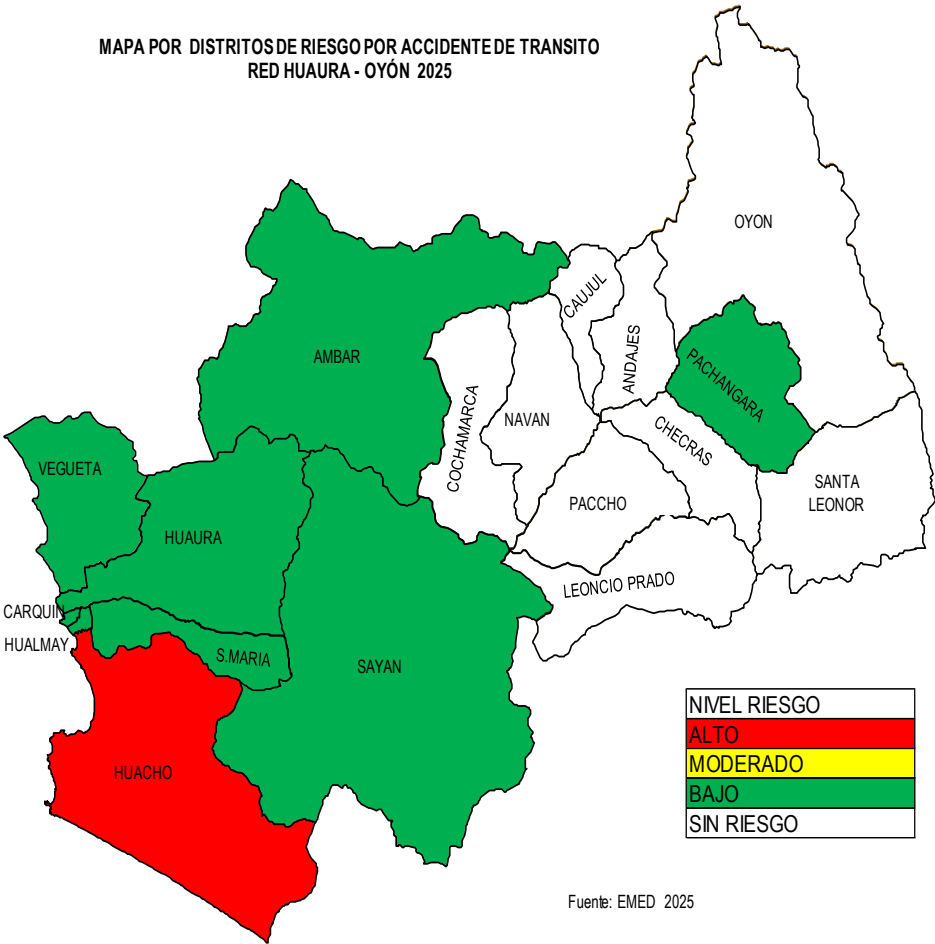 MAPA POR DISTRITOS DE RIESGO POR ACCIDENTE DE TRANSITO
RED HUAURA - OYÓN 2025
OYON
CAUJUL
ANDAJES
AMBAR
PACHANGARA
COCHAMARCA
NAVAN
CHECRAS
VEGUETA
SANTA
LEONOR
PACCHO
HUAURA
LEONCIO PRADO
CARQUIN
HUALMAY
S.MARIA
SAYAN
HUACHO
NIVEL RIESGO
ALTO
MODERADO
BAJO
SIN RIESGO
Fuente: EMED 2025